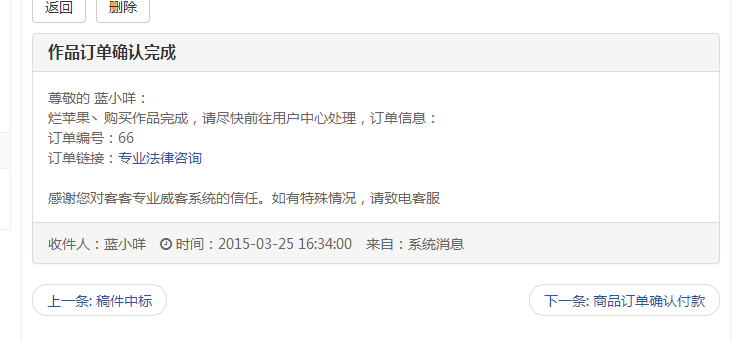 返回 删除
作品订单确认完成
尊敬的 蓝小咩：
烂苹果丶购买作品完成，请尽快前往用户中心处理，订单信息：
订单编号：66
订单链接：专业法律咨询
感谢您对客客专业威客系统的信任。如有特殊情况，请致电客服
收件人：蓝小咩 时间：2015-03-25 16:34:00 来自：系统消息
上一条: 稿件中标 下一条: 商品订单确认付款